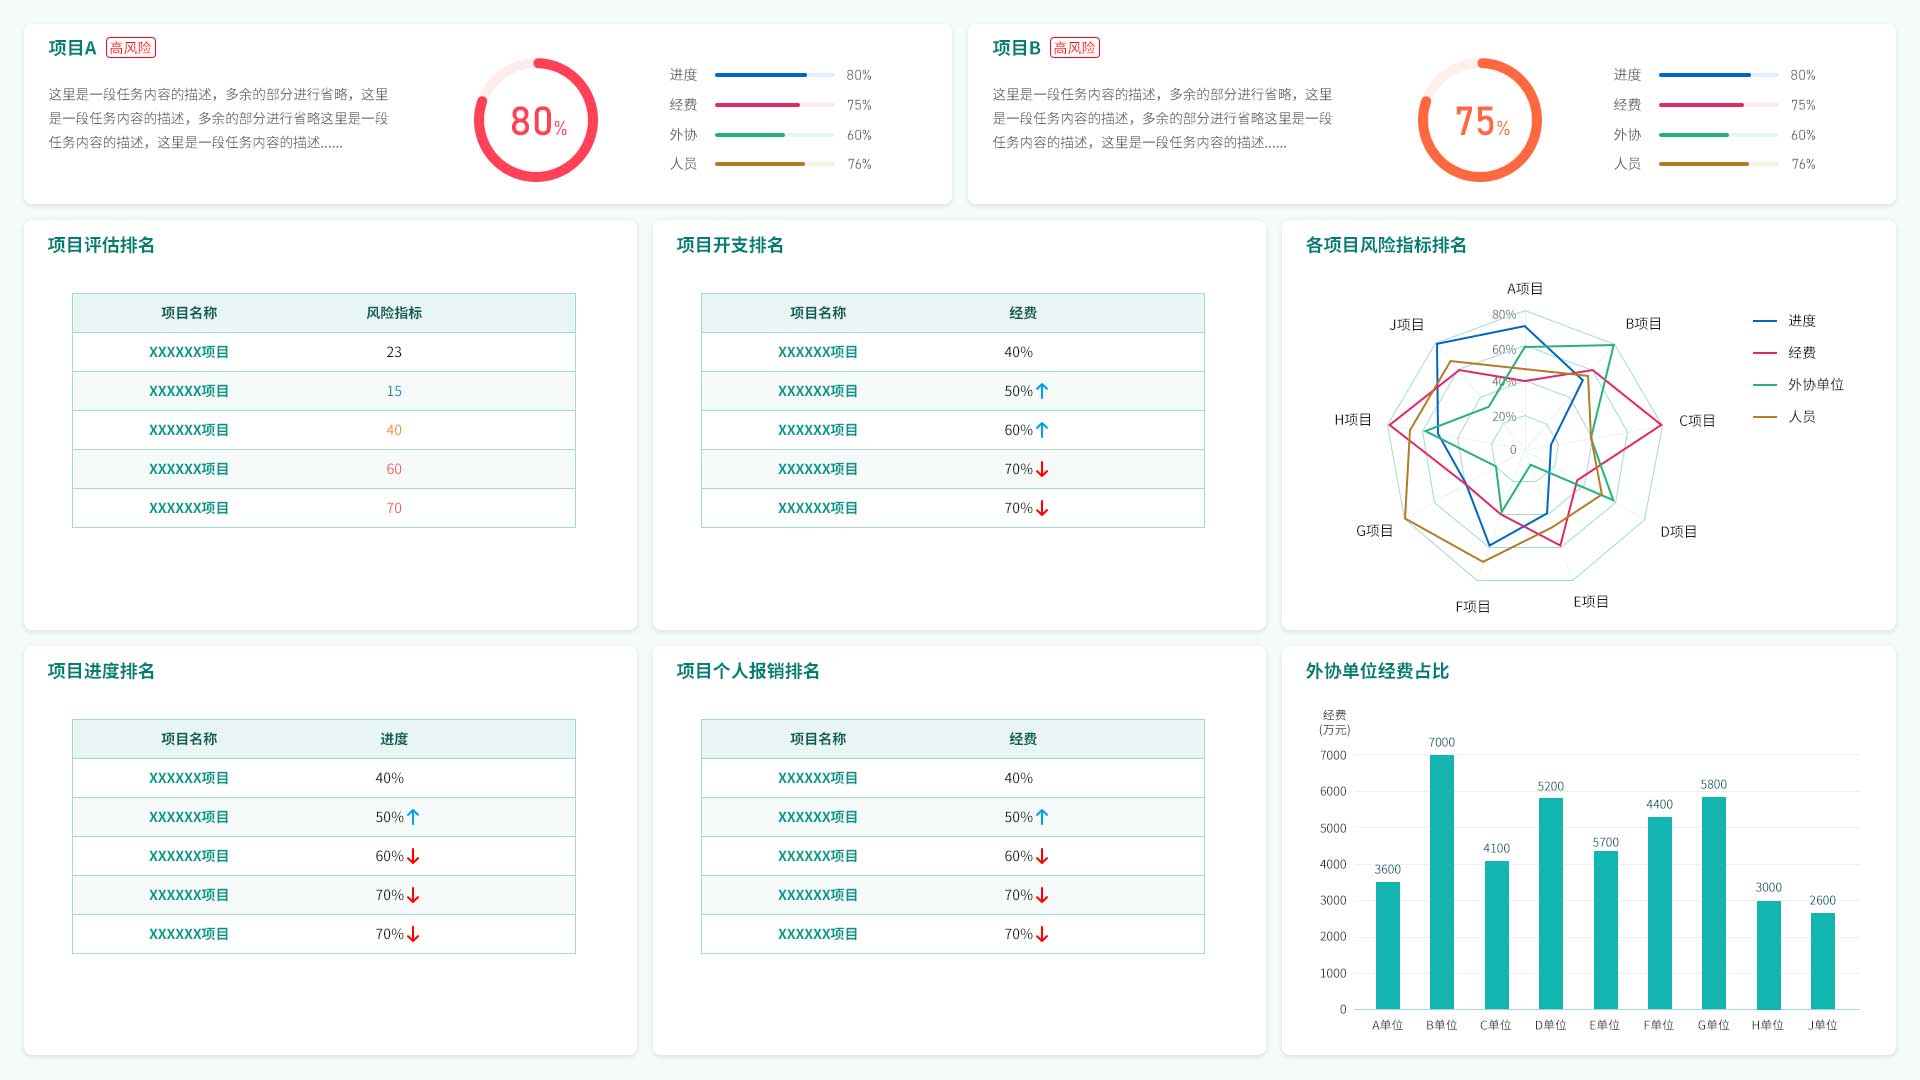 项目A 高风险
这里是一段任务内容的描述，多余的部分进行省略，这里
是一段任务内容的描述，多余的部分进行省略这里是一段
任务内容的描述，这里是一段任务内容的描述......
80%
进度 80%
经费 75%
外协 60%
人员 76%
项目B 高风险
这里是一段任务内容的描述，多余的部分进行省略，这里
是一段任务内容的描述，多余的部分进行省略这里是一段
任务内容的描述，这里是一段任务内容的描述......
75%
进度 80%
经费 75%
外协 60%
人员 76%
项目评估排名
项目名称 风险指标
XXXXXX项目 23
XXXXXX项目 15
XXXXXX项目 40
XXXXXX项目 60
XXXXXX项目 70
项目开支排名
项目名称 经费
XXXXXX项目 40%
XXXXXX项目 50%
XXXXXX项目 60%
XXXXXX项目 70%
XXXXXX项目 70%
各项目风险指标排名
A项目
B项目
C项目
D项目
E项目
F项目
G项目
H项目
J项目
80%
60%
40%
20%
0
进度
经费
外协单位
人员
项目进度排名
项目名称 进度
XXXXXX项目 40%
XXXXXX项目 50%
XXXXXX项目 60%
XXXXXX项目 70%
XXXXXX项目 70%
项目个人报销排名
项目名称 经费
XXXXXX项目 40%
XXXXXX项目 50%
XXXXXX项目 60%
XXXXXX项目 70%
XXXXXX项目 70%
外协单位经费占比
经费
(万元)
7000
6000
5000
4000
3000
2000
1000
0
3600 7000 4100 5200 5700 4400 5800 3000 2600
A单位 B单位 C单位 D单位 E单位 F单位 G单位 H单位 J单位